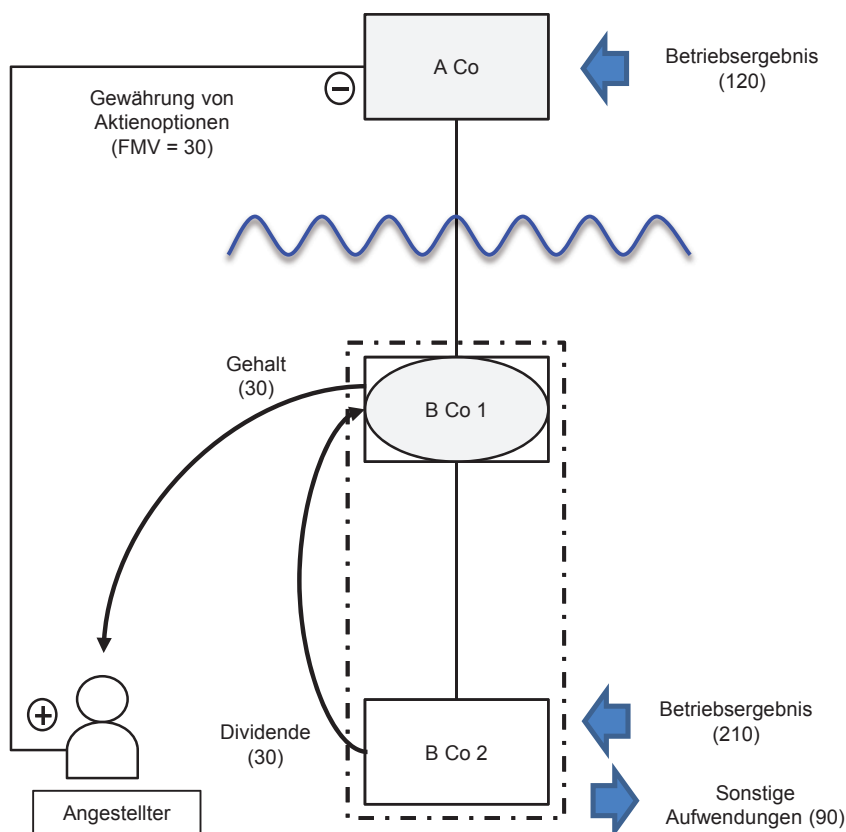 A Co
Betriebsergebnis
(120)
Gewährung von
Aktienoptionen
(FMV = 30)
Gehalt
(30)
B Co 1
Dividende
(30)
B Co 2
Betriebsergebnis
(210)
Sonstige
Aufwendungen (90)
Angestellter